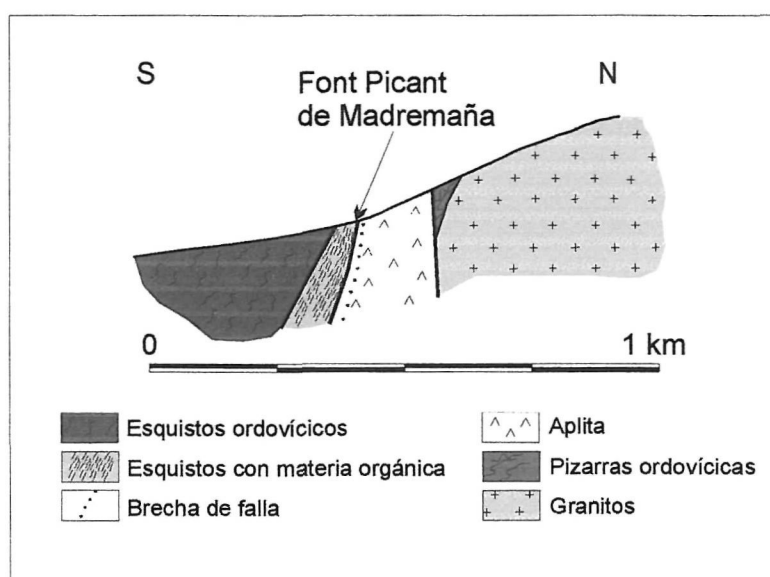 S
N
Font Picant
de Madremaña
0
1 km
Esquistos ordovícicos
Esquistos con materia orgánica
Brecha de falla
Aplita
Pizarras ordovícicas
Granitos